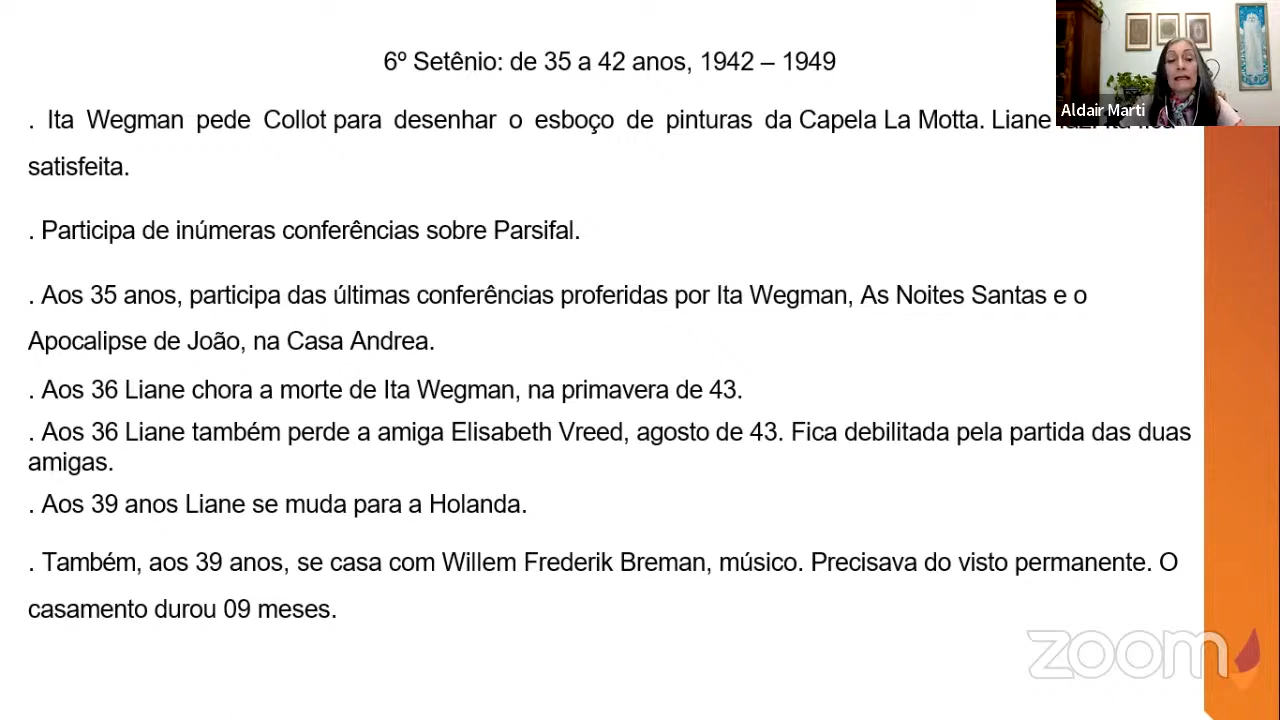 6º Setênio: de 35 a 42 anos, 1942 – 1949
. Ita Wegman pede Collot para desenhar o esboço de pinturas da Capela La Motta. Liane
satisfeita.
. Participa de inúmeras conferências sobre Parsifal.
. Aos 35 anos, participa das últimas conferências proferidas por Ita Wegman, As Noites Santas e o
Apocalipse de João, na Casa Andrea.
. Aos 36 Liane chora a morte de Ita Wegman, na primavera de 43.
. Aos 36 Liane também perde a amiga Elisabeth Vreed, agosto de 43. Fica debilitada pela partida das duas
amigas.
. Aos 39 anos Liane se muda para a Holanda.
. Também, aos 39 anos, se casa com Willem Frederik Breman, músico. Precisava do visto permanente. O
casamento durou 09 meses.
Aldair Marti
zoom